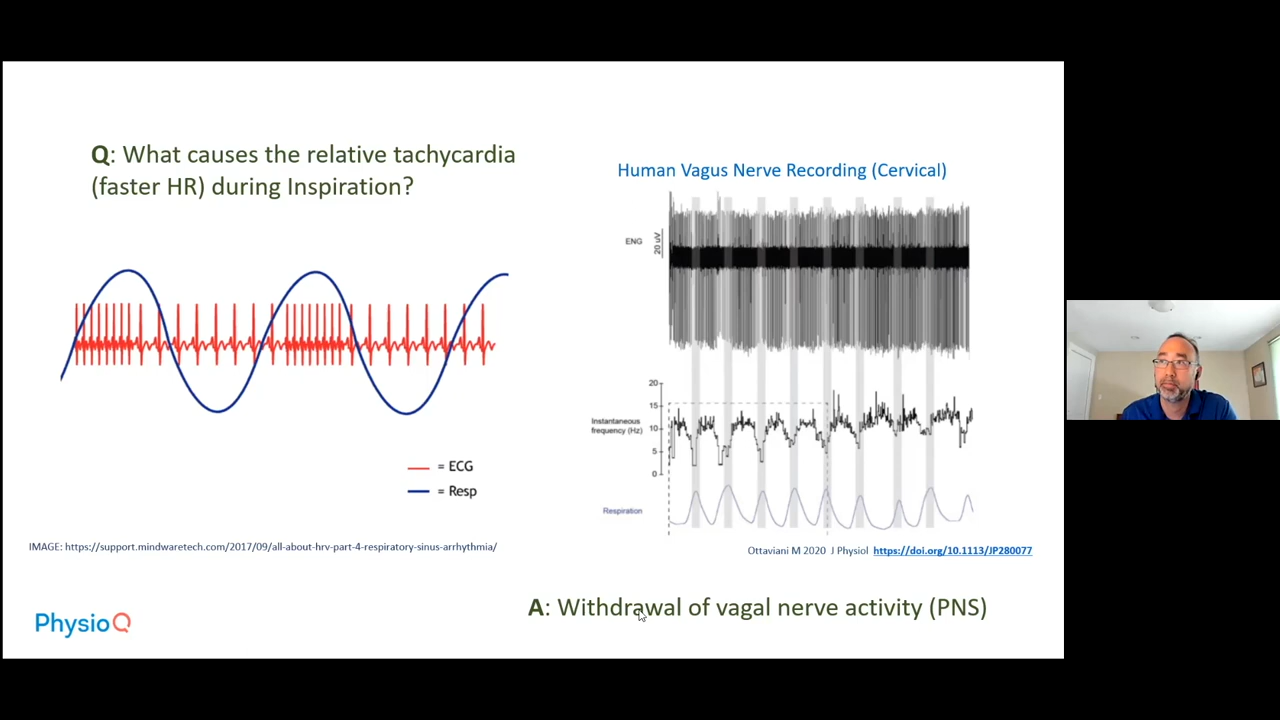 Q: What causes the relative tachycardia
(faster HR) during Inspiration?
= ECG
= Resp
IMAGE: https://support.mindwaretech.com/2017/09/all-about-hrv-part-4-respiratory-sinus-arrhythmia/
Human Vagus Nerve Recording (Cervical)
ENG
20 uV
20
15
Instantaneous
frequency (Hz)
10
5
0
Respiration
Ottaviani M 2020 J Physiol https://doi.org/10.1113/JP280077
A: Withdrawal of vagal nerve activity (PNS)
PhysioQ